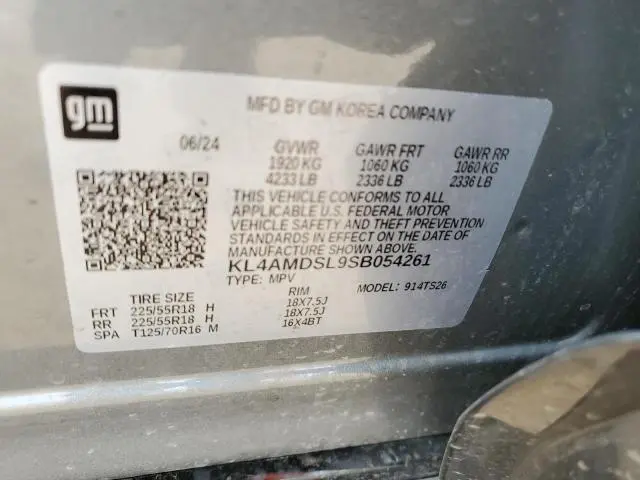 gm
MFD BY GM KOREA COMPANY
06/24 GVWR GAWR FRT GAWR RR
1920 KG 1060 KG 1060 KG
4233 LB 2336 LB 2336 LB
THIS VEHICLE CONFORMS TO ALL
APPLICABLE U.S. FEDERAL MOTOR
VEHICLE SAFETY AND THEFT PREVENTION
STANDARDS IN EFFECT ON THE DATE OF
MANUFACTURE SHOWN ABOVE.
KL4AMDSL9SB054261
TYPE: MPV MODEL: 914TS26
TIRE SIZE RIM
FRT 225/55R18 H 18X7.5J
RR 225/55R18 H 18X7.5J
SPA T125/70R16 M 16X4BT